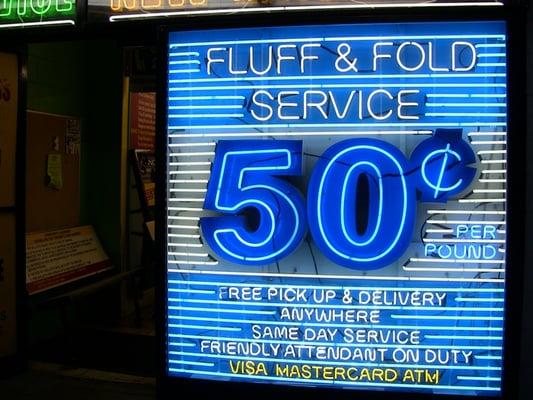 FLUFF & FOLD
SERVICE
50¢
PER
POUND
FREE PICK UP & DELIVERY
ANYWHERE
SAME DAY SERVICE
FRIENDLY ATTENDANT ON DUTY
VISA MASTERCARD ATM